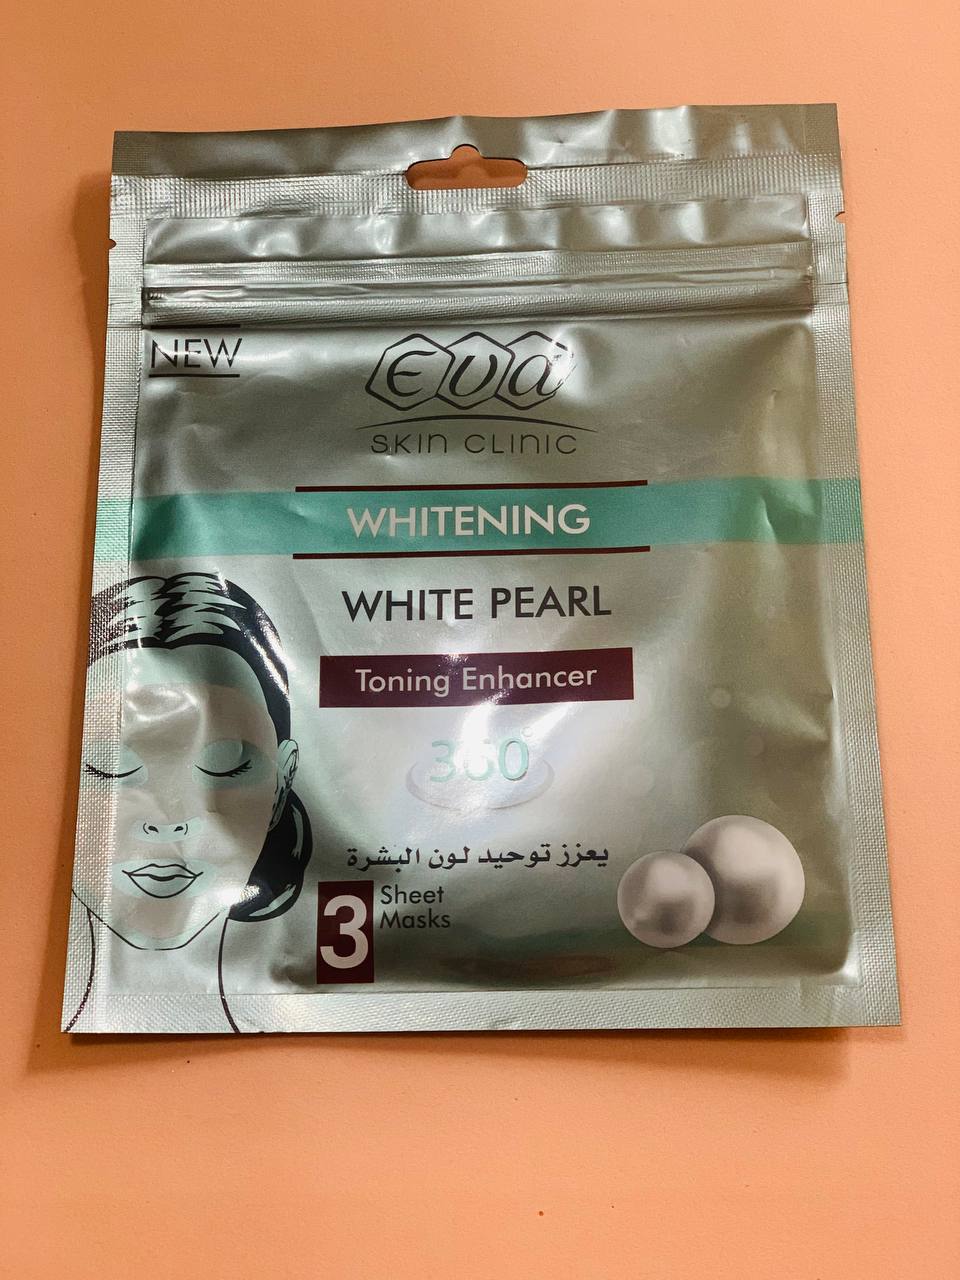 NEW
eva
SKIN CLINIC
WHITENING
WHITE PEARL
Toning Enhancer
360°
يعزز توحيد لون البشرة
3 Sheet
Masks